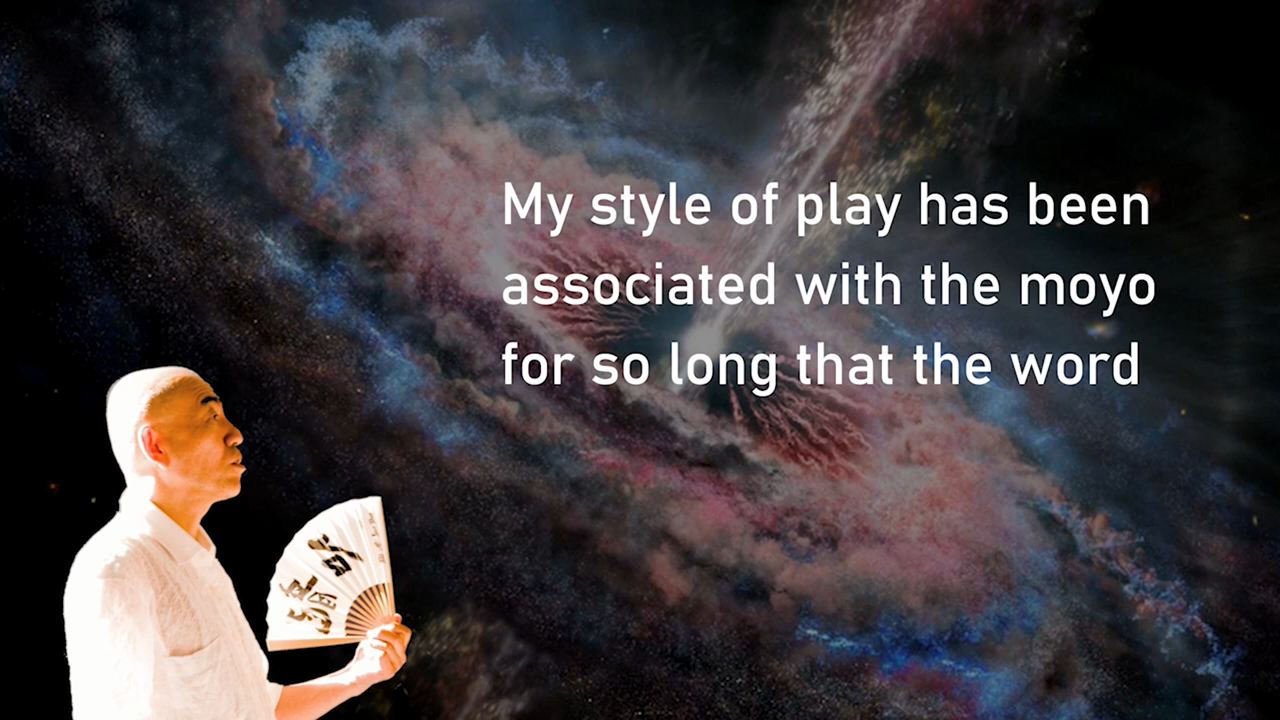 My style of play has been
associated with the moyo
for so long that the word